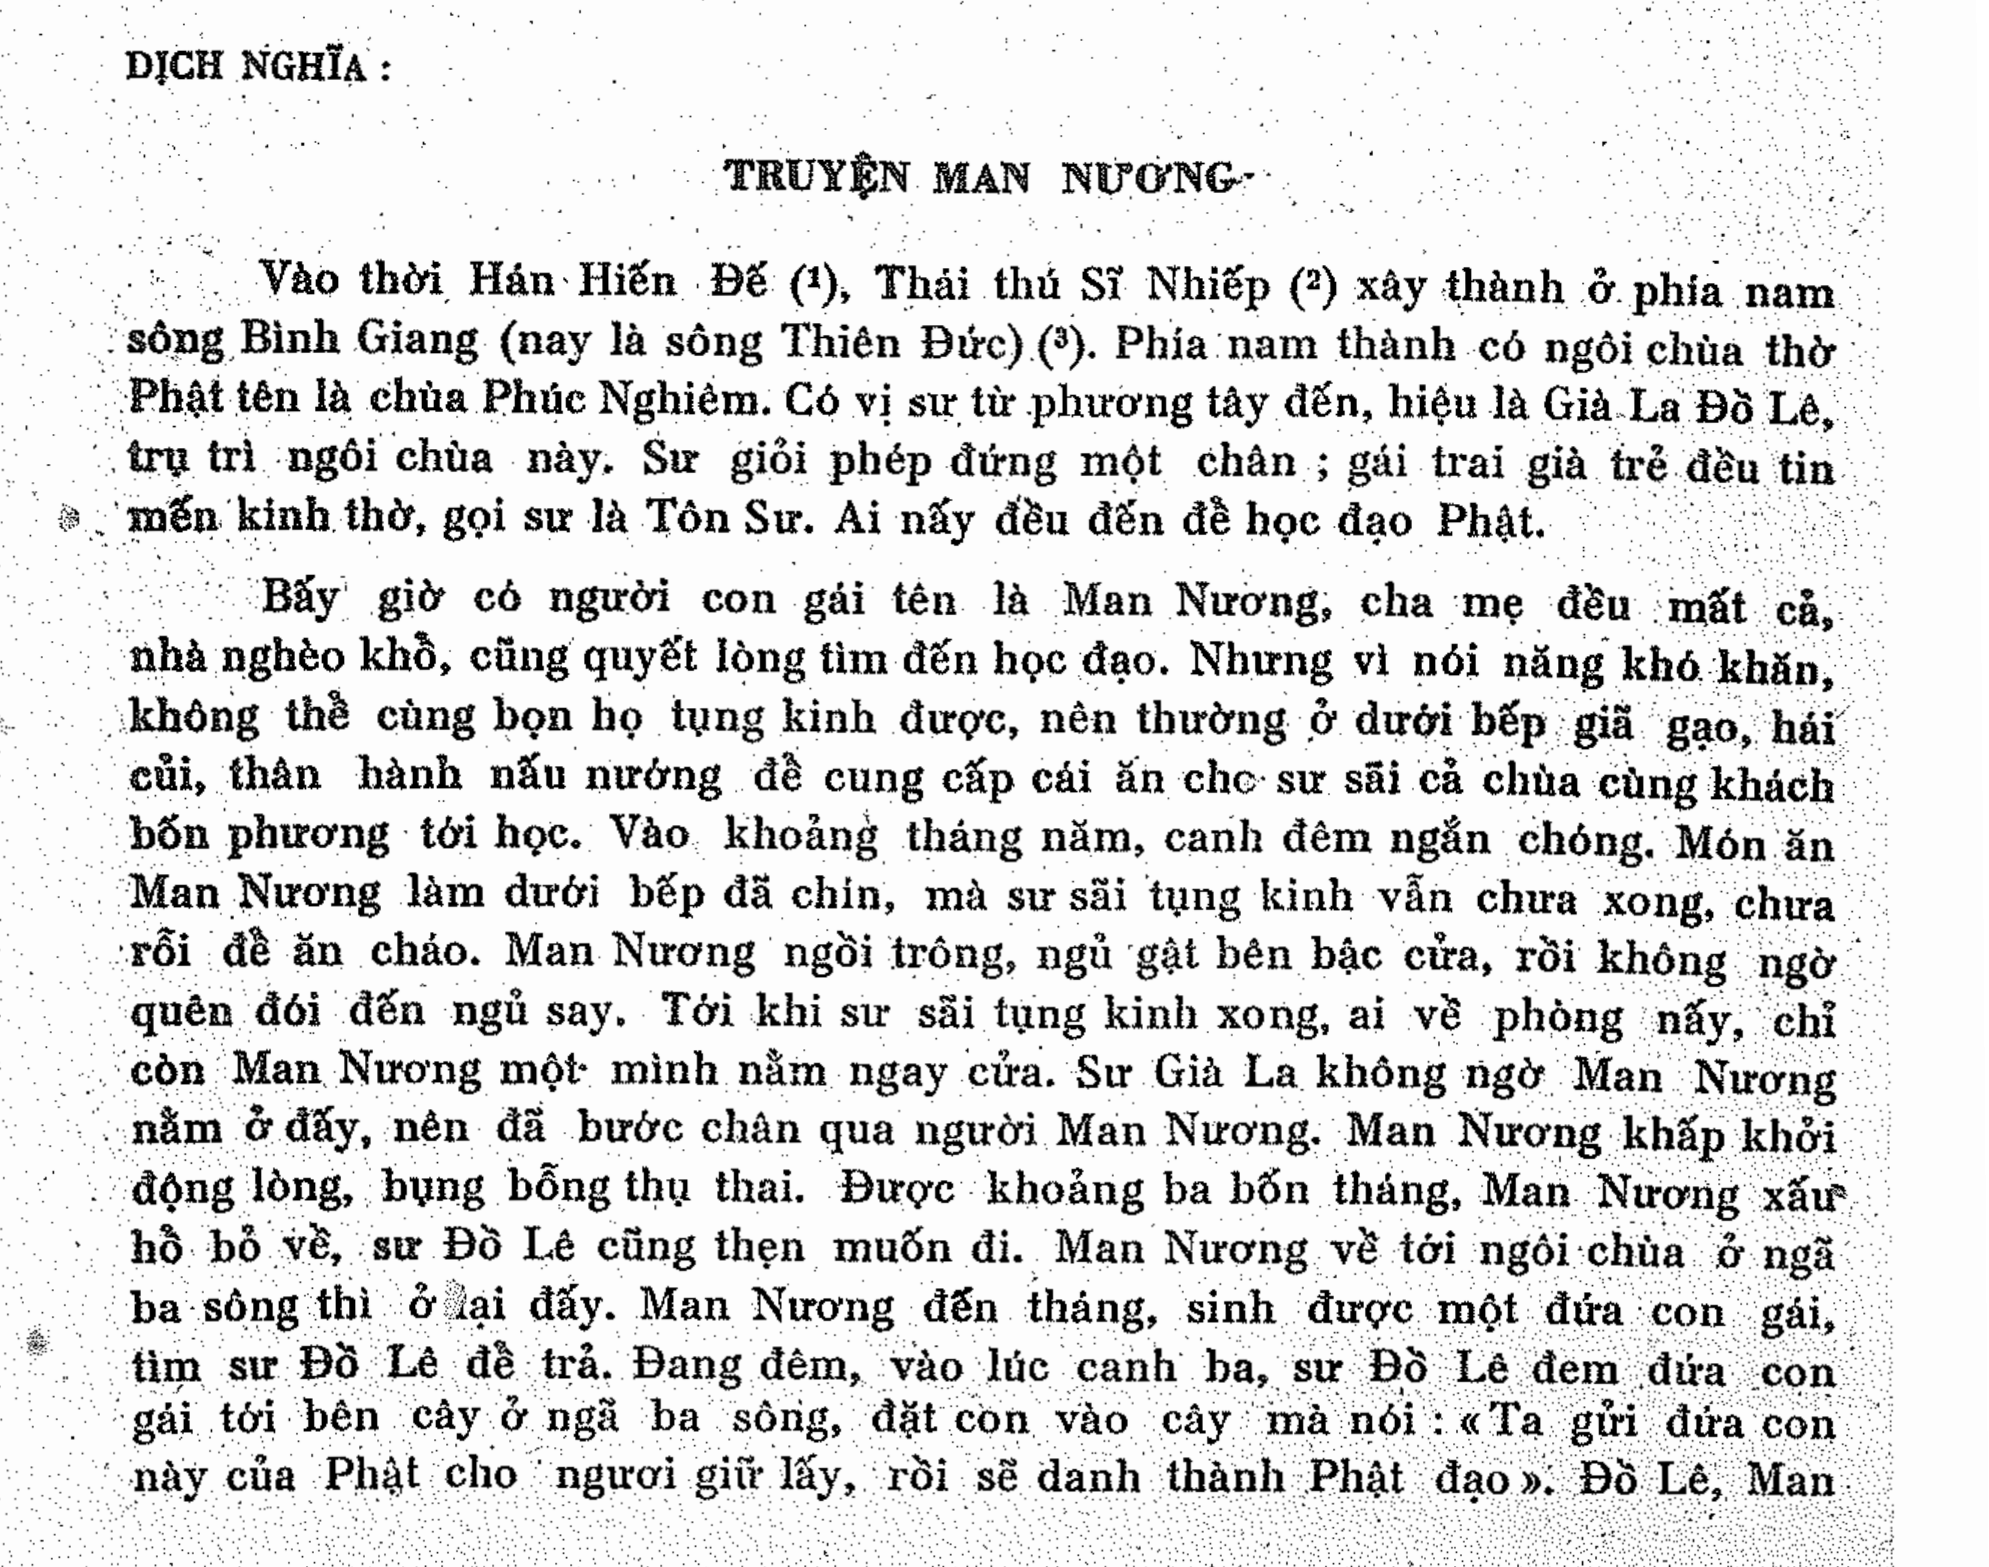 DỊCH NGHĨA :
TRUYỆN MAN NƯƠNG
Vào thời Hán Hiến Đế (¹), Thái thú Sĩ Nhiếp (²) xây thành ở phía nam
sông Bình Giang (nay là sông Thiên Đức) (³). Phía nam thành có ngôi chùa thờ
Phật tên là chùa Phúc Nghiêm. Có vị sư từ phương tây đến, hiệu là Già La Đồ Lê,
trụ trì ngôi chùa này. Sư giỏi phép đứng một chân ; gái trai già trẻ đều tin
mến kinh thờ, gọi sư là Tôn Sư. Ai nấy đều đến để học đạo Phật.
Bấy giờ có người con gái tên là Man Nương, cha mẹ đều mất cả,
nhà nghèo khổ, cũng quyết lòng tìm đến học đạo. Nhưng vì nói năng khó khăn,
không thể cùng bọn họ tụng kinh được, nên thường ở dưới bếp giã gạo, hái
củi, thân hành nấu nướng để cung cấp cái ăn cho sư sãi cả chùa cùng khách
bốn phương tới học. Vào khoảng tháng năm, canh đêm ngắn chóng. Món ăn
Man Nương làm dưới bếp đã chín, mà sư sãi tụng kinh vẫn chưa xong, chưa
rỗi để ăn cháo. Man Nương ngồi trông, ngủ gật bên bậc cửa, rồi không ngờ
quên đói đến ngủ say. Tới khi sư sãi tụng kinh xong, ai về phòng nấy, chỉ
còn Man Nương một mình nằm ngay cửa. Sư Già La không ngờ Man Nương
nằm ở đấy, nên đã bước chân qua người Man Nương. Man Nương khấp khởi
động lòng, bụng bỗng thụ thai. Được khoảng ba bốn tháng, Man Nương xấu
hổ bỏ về, sư Đồ Lê cũng thẹn muốn đi. Man Nương về tới ngôi chùa ở ngã
ba sông thì ở lại đấy. Man Nương đến tháng, sinh được một đứa con gái,
tìm sư Đồ Lê để trả. Đang đêm, vào lúc canh ba, sư Đồ Lê đem đứa con
gái tới bên cây ở ngã ba sông, đặt con vào cây mà nói : « Ta gửi đứa con
này của Phật cho ngươi giữ lấy, rồi sẽ danh thành Phật đạo ». Đồ Lê, Man